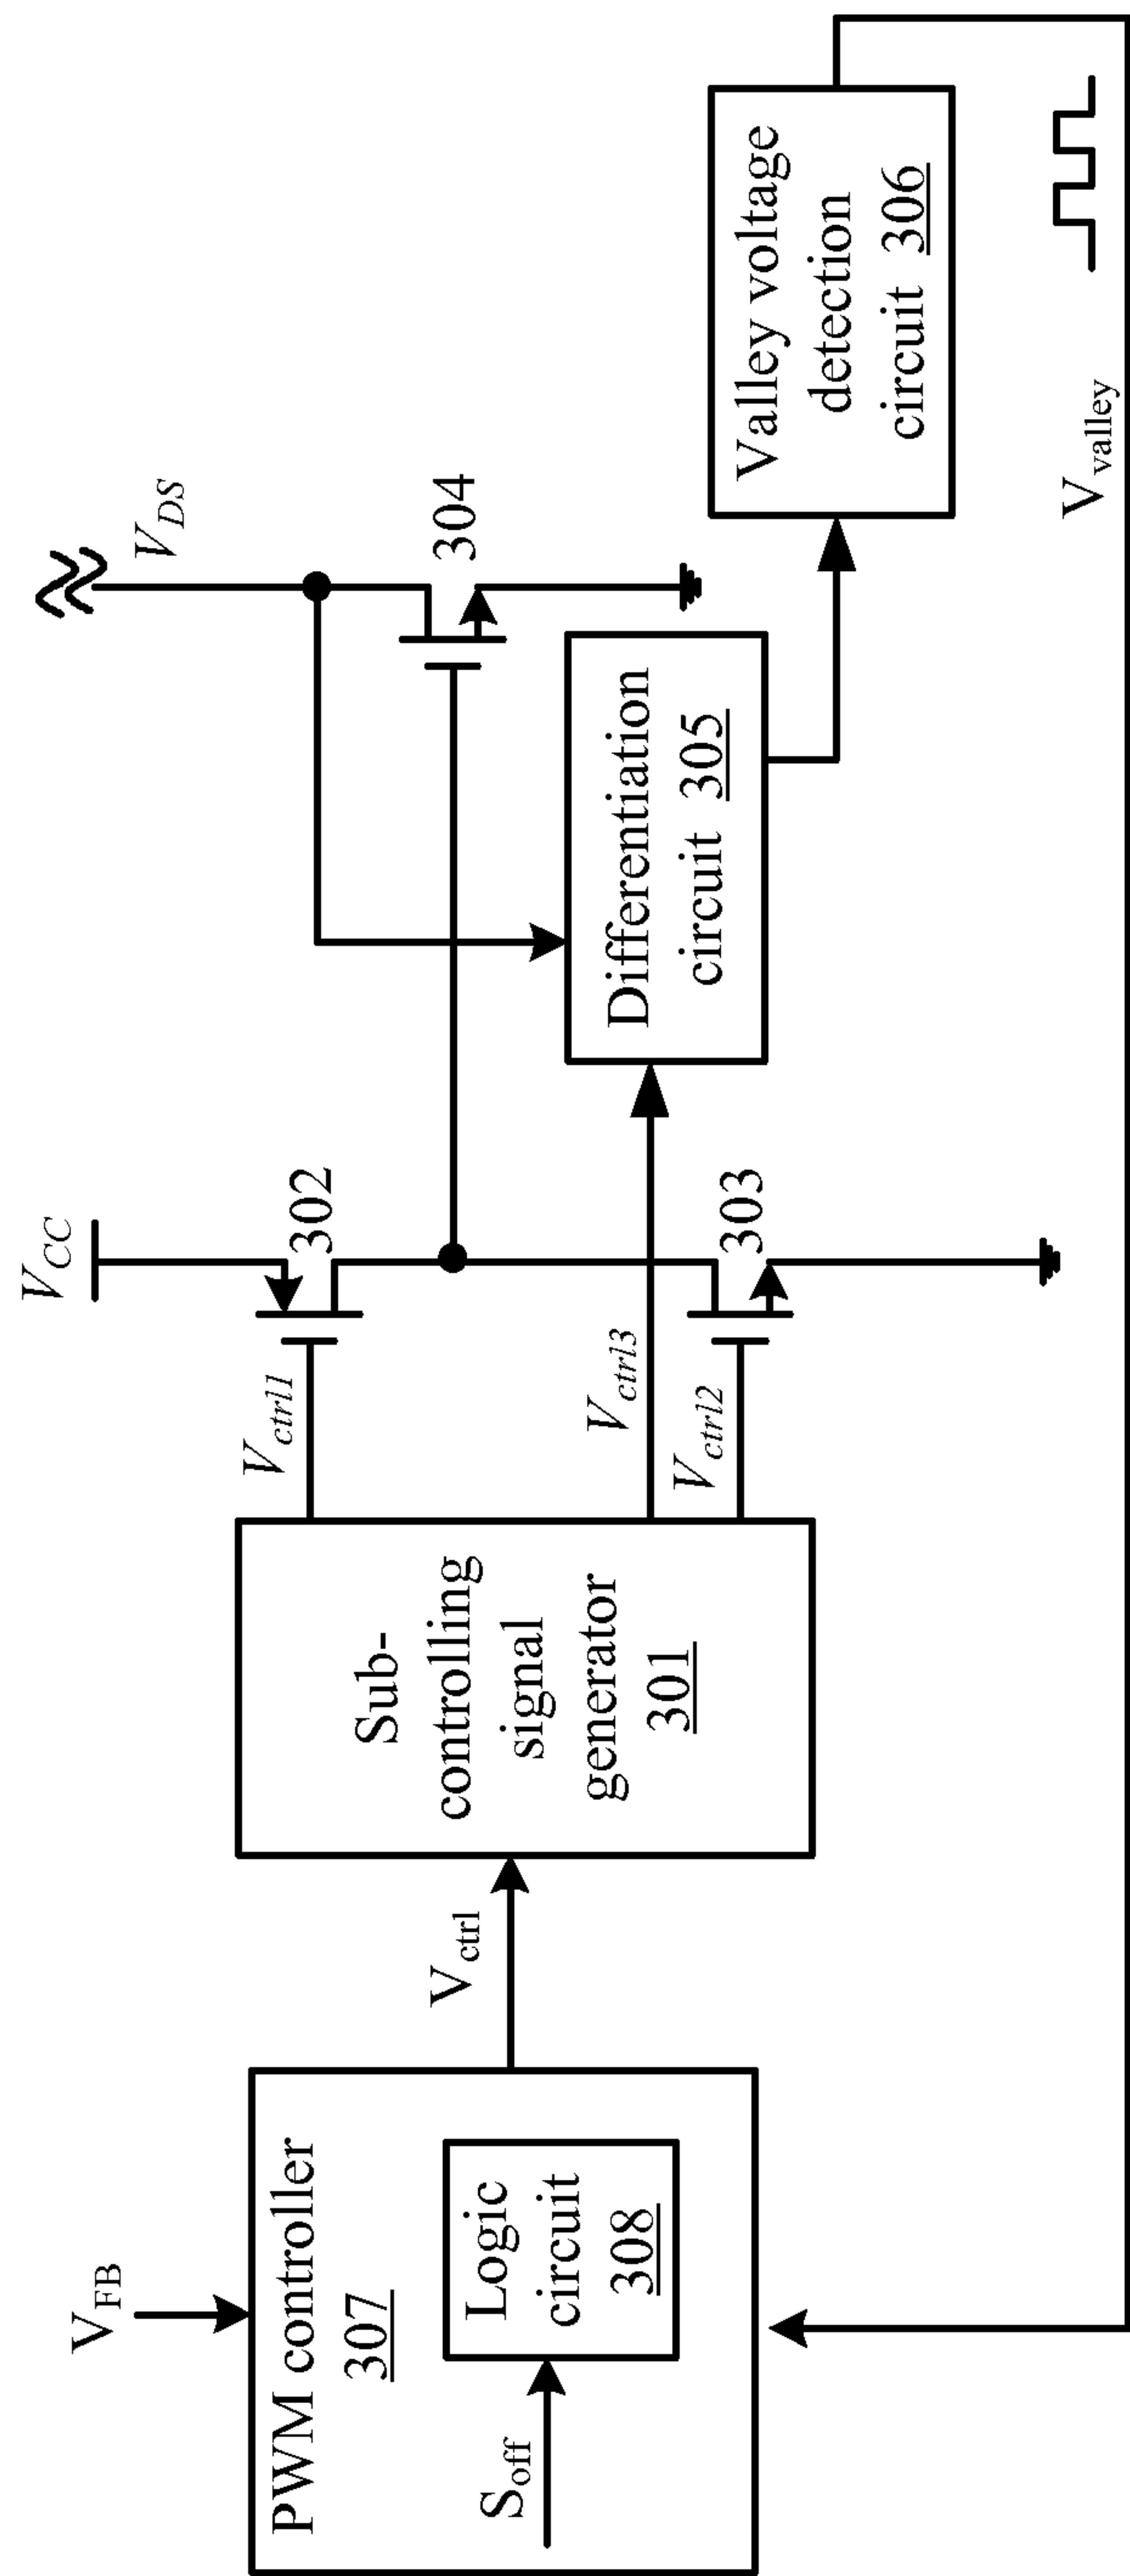 V_FB
PWM controller
307
S_off
Logic
circuit
308
V_ctrl
Sub-
controlling
signal
generator
301
V_ctrl1
V_ctrl3
V_ctrl2
V_CC
302
303
V_DS
304
Differentiation
circuit 305
Valley voltage
detection
circuit 306
V_valley